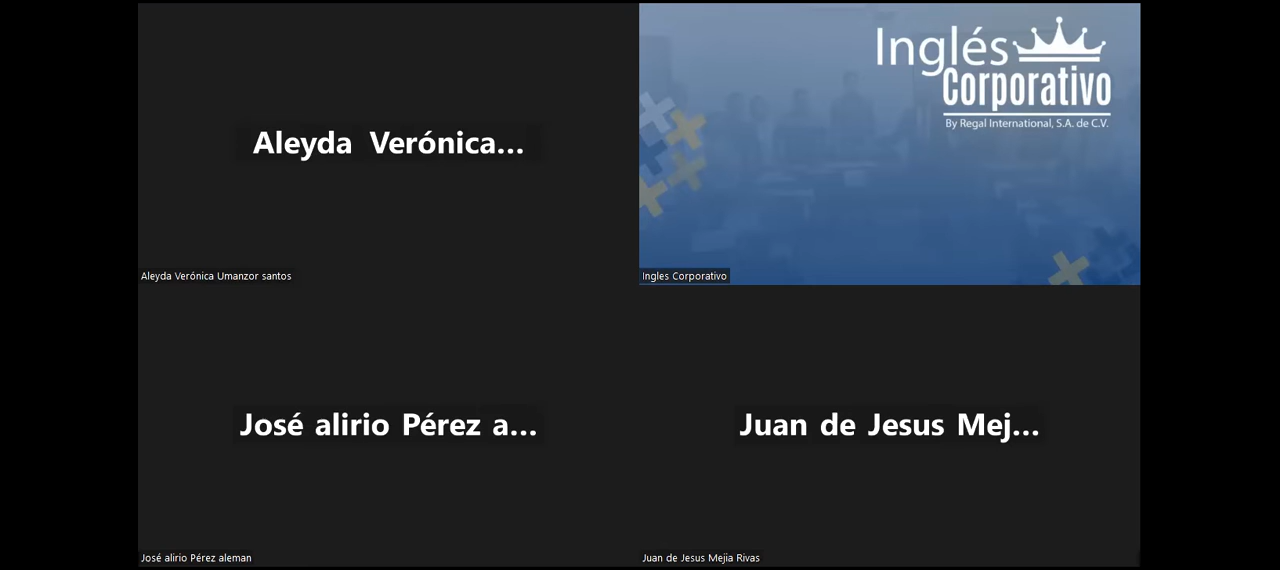 Aleyda Verónica...
Aleyda Verónica Umanzor santos
Inglés
Corporativo
By Regal International, S.A. de C.V.
Ingles Corporativo
José alirio Pérez a...
José alirio Pérez aleman
Juan de Jesus Mej...
Juan de Jesus Mejia Rivas